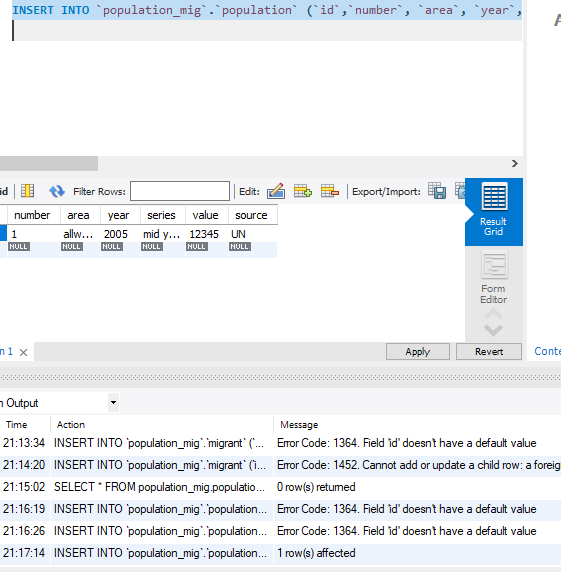 INSERT INTO `population_mig`.`population` (`id`,`number`, `area`, `year`,
id Filter Rows: Edit: Export/Import:
number area year series value source
1 allw... 2005 mid y... 12345 UN
NULL NULL NULL NULL NULL NULL
Result
Grid
Form
Editor
n 1 × Apply Revert Conte
n Output
Time Action Message
21:13:34 INSERT INTO `population_mig`.`migrant` (`... Error Code: 1364. Field 'id' doesn't have a default value
21:14:20 INSERT INTO `population_mig`.`migrant` (`i... Error Code: 1452. Cannot add or update a child row: a foreig
21:15:02 SELECT * FROM population_mig.populatio... 0 row(s) returned
21:16:19 INSERT INTO `population_mig`.`population... Error Code: 1364. Field 'id' doesn't have a default value
21:16:26 INSERT INTO `population_mig`.`population... Error Code: 1364. Field 'id' doesn't have a default value
21:17:14 INSERT INTO `population_mig`.`population... 1 row(s) affected